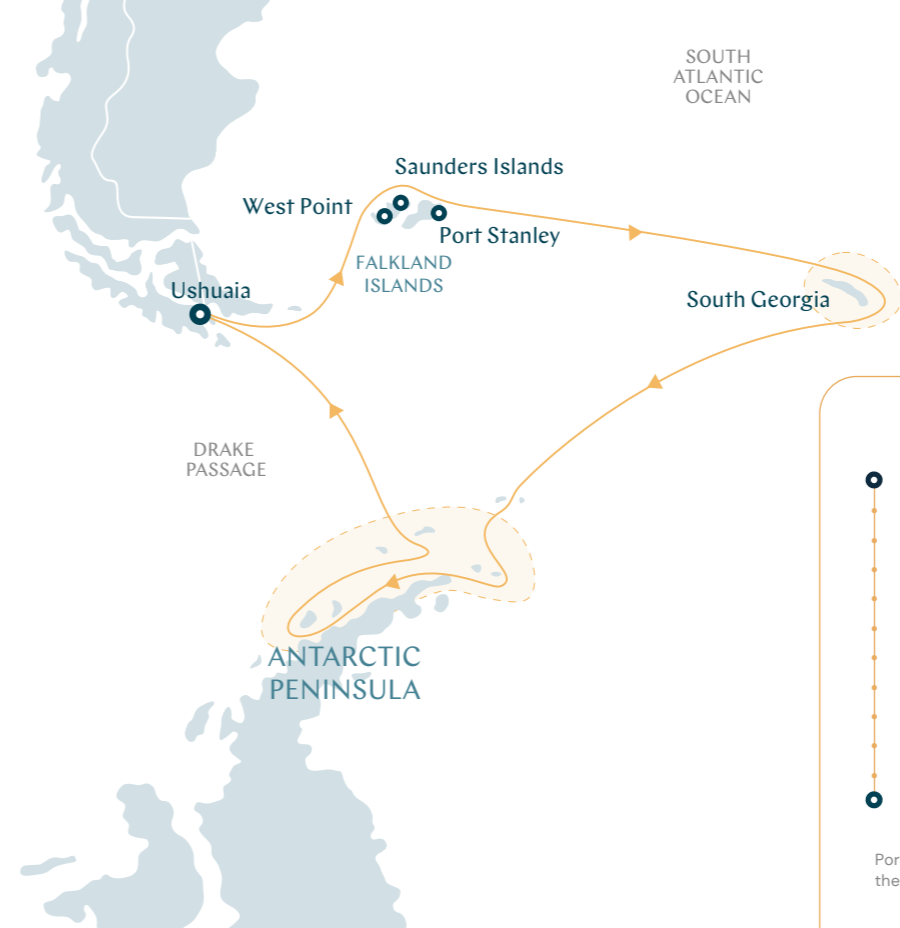 SOUTH
ATLANTIC
OCEAN
Saunders Islands
West Point
Port Stanley
FALKLAND
ISLANDS
Ushuaia
South Georgia
DRAKE
PASSAGE
ANTARCTIC
PENINSULA
Por
the